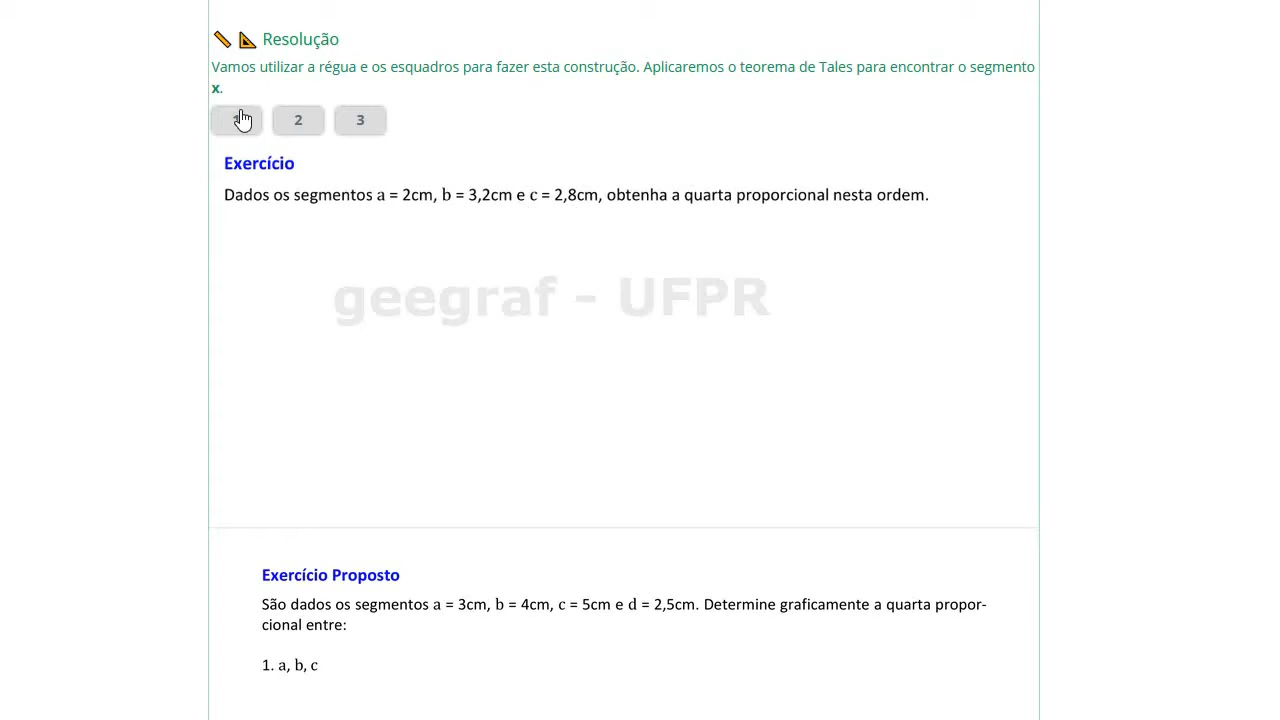 Resolução
Vamos utilizar a régua e os esquadros para fazer esta construção. Aplicaremos o teorema de Tales para encontrar o segmento
x.
1 2 3
Exercício
Dados os segmentos a = 2cm, b = 3,2cm e c = 2,8cm, obtenha a quarta proporcional nesta ordem.
geegraf - UFPR
Exercício Proposto
São dados os segmentos a = 3cm, b = 4cm, c = 5cm e d = 2,5cm. Determine graficamente a quarta propor-
cional entre:
1. a, b, c